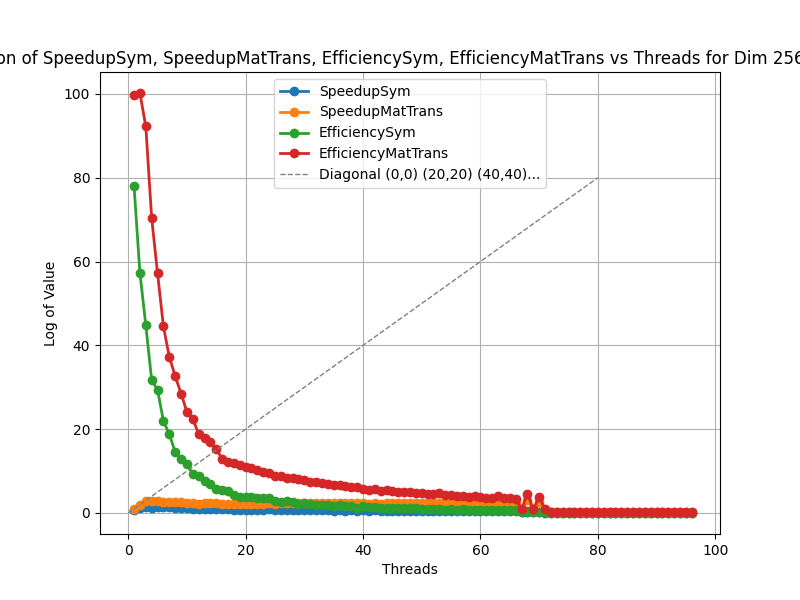 on of SpeedupSym, SpeedupMatTrans, EfficiencySym, EfficiencyMatTrans vs Threads for Dim 256
SpeedupSym
SpeedupMatTrans
EfficiencySym
EfficiencyMatTrans
Diagonal (0,0) (20,20) (40,40)...
Log of Value
100
80
60
40
20
0
0 20 40 60 80 100
Threads